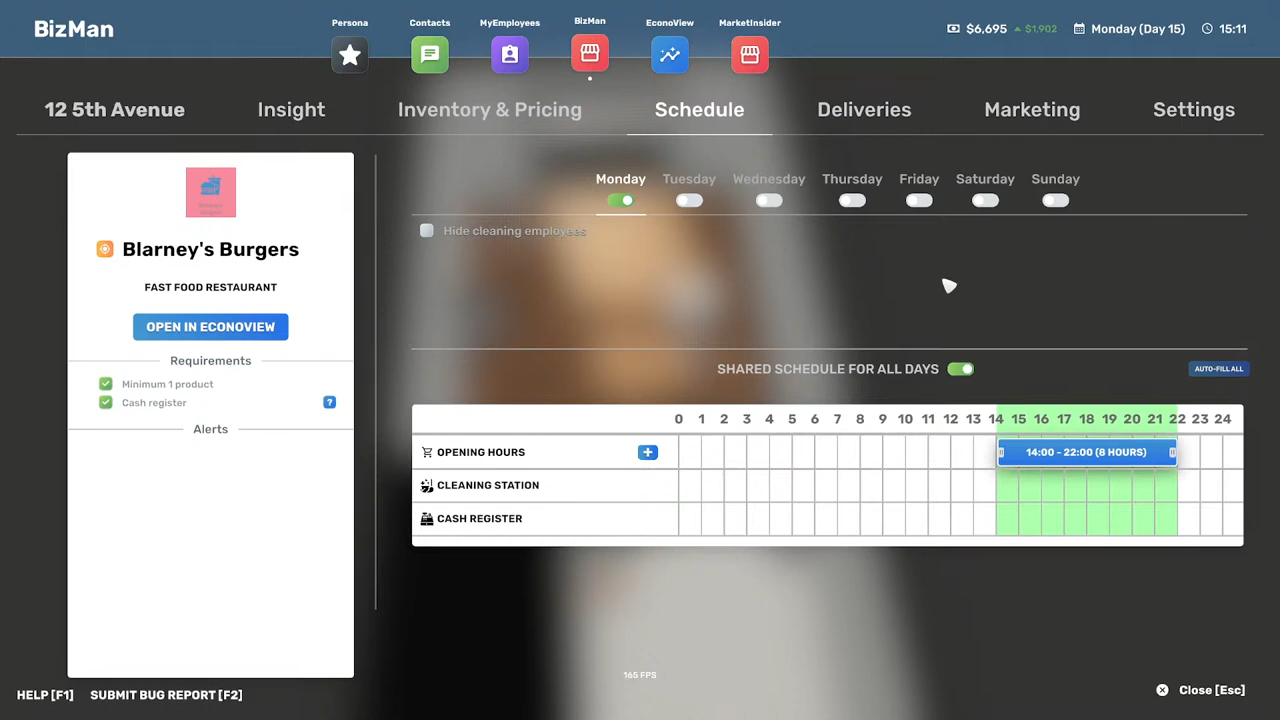 BizMan
Persona
Contacts
MyEmployees
BizMan
EconoView
MarketInsider
$6,695 ▲ $1,902
Monday (Day 15)
15:11
12 5th Avenue
Insight
Inventory & Pricing
Schedule
Deliveries
Marketing
Settings
Blarney's Burgers
FAST FOOD RESTAURANT
OPEN IN ECONOVIEW
Requirements
Minimum 1 product
Cash register
?
Alerts
Monday Tuesday Wednesday Thursday Friday Saturday Sunday
Hide cleaning employees
SHARED SCHEDULE FOR ALL DAYS
AUTO-FILL ALL
0 1 2 3 4 5 6 7 8 9 10 11 12 13 14 15 16 17 18 19 20 21 22 23 24
OPENING HOURS
14:00 - 22:00 (8 HOURS)
CLEANING STATION
CASH REGISTER
165 FPS
HELP [F1]
SUBMIT BUG REPORT [F2]
Close [Esc]